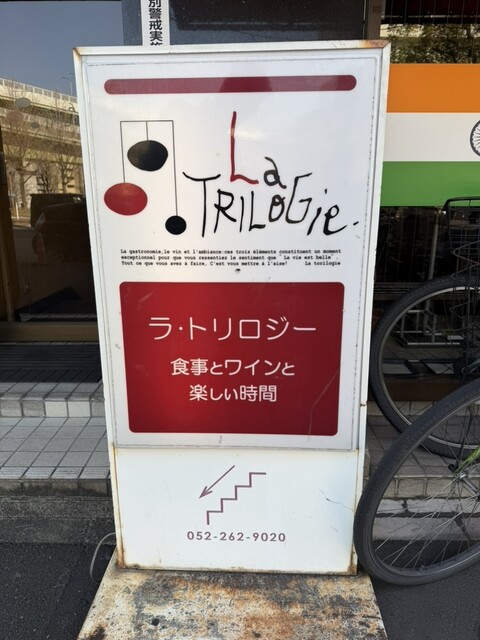 別警戒実施
La
TRILOGie.
La gastronomie,le vin et l'ambiance:ces trois éléments constituent un moment
exceptionnel pour que vous ressentiez le sentiment que "La vie est belle".
Tout ce que vous avez à faire, C'est vous mettre à l'aise! La torilogie
ラ・トリロジー
食事とワインと
楽しい時間
052-262-9020